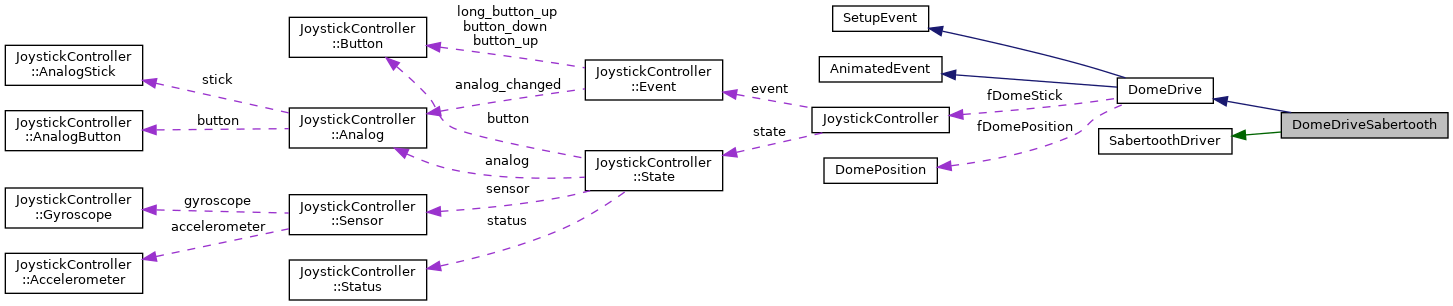 JoystickController
::AnalogStick
JoystickController
::AnalogButton
JoystickController
::Gyroscope
JoystickController
::Accelerometer
stick
button
gyroscope
accelerometer
JoystickController
::Button
JoystickController
::Analog
JoystickController
::Sensor
JoystickController
::Status
long_button_up
button_down
button_up
analog_changed
button
analog
sensor
status
JoystickController
::Event
JoystickController
::State
event
state
SetupEvent
AnimatedEvent
JoystickController
DomePosition
fDomeStick
fDomePosition
DomeDrive
SabertoothDriver
DomeDriveSabertooth